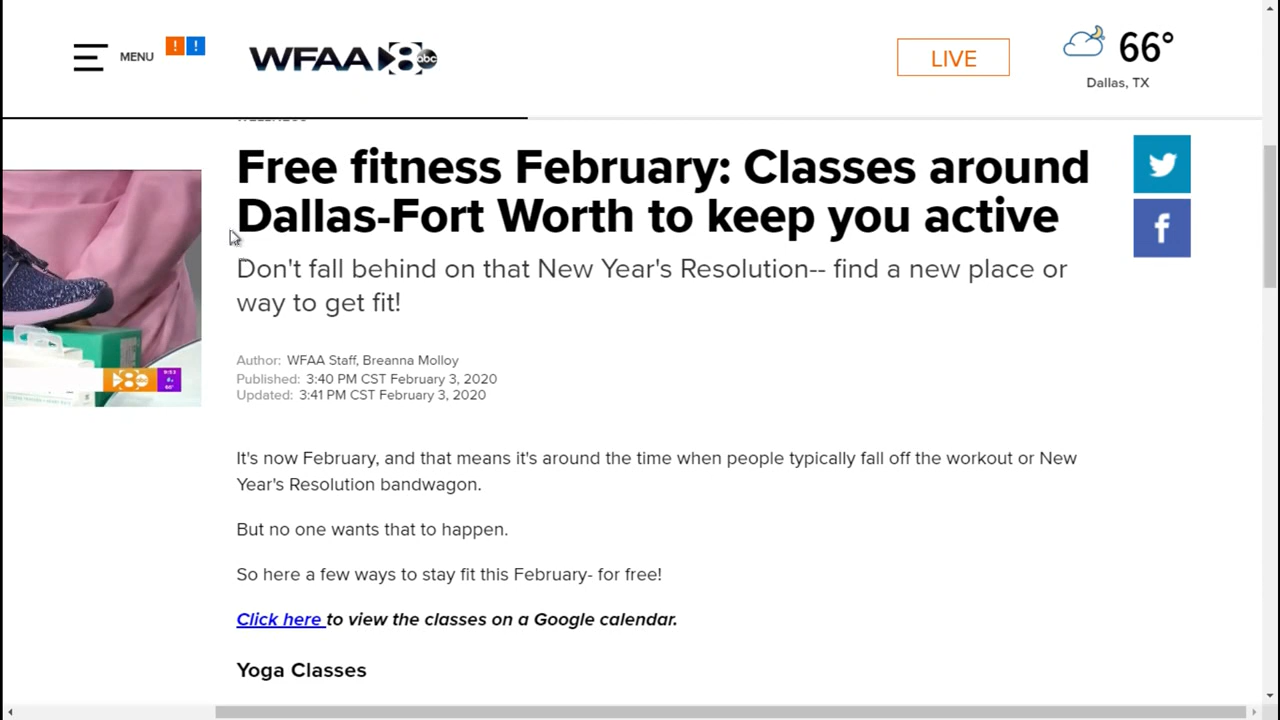 MENU
!
!
WFAA 8 abc
LIVE
66°
Dallas, TX
Free fitness February: Classes around
Dallas-Fort Worth to keep you active
Don't fall behind on that New Year's Resolution-- find a new place or
way to get fit!
Author: WFAA Staff, Breanna Molloy
Published: 3:40 PM CST February 3, 2020
Updated: 3:41 PM CST February 3, 2020
It's now February, and that means it's around the time when people typically fall off the workout or New
Year's Resolution bandwagon.
But no one wants that to happen.
So here a few ways to stay fit this February- for free!
Click here to view the classes on a Google calendar.
Yoga Classes